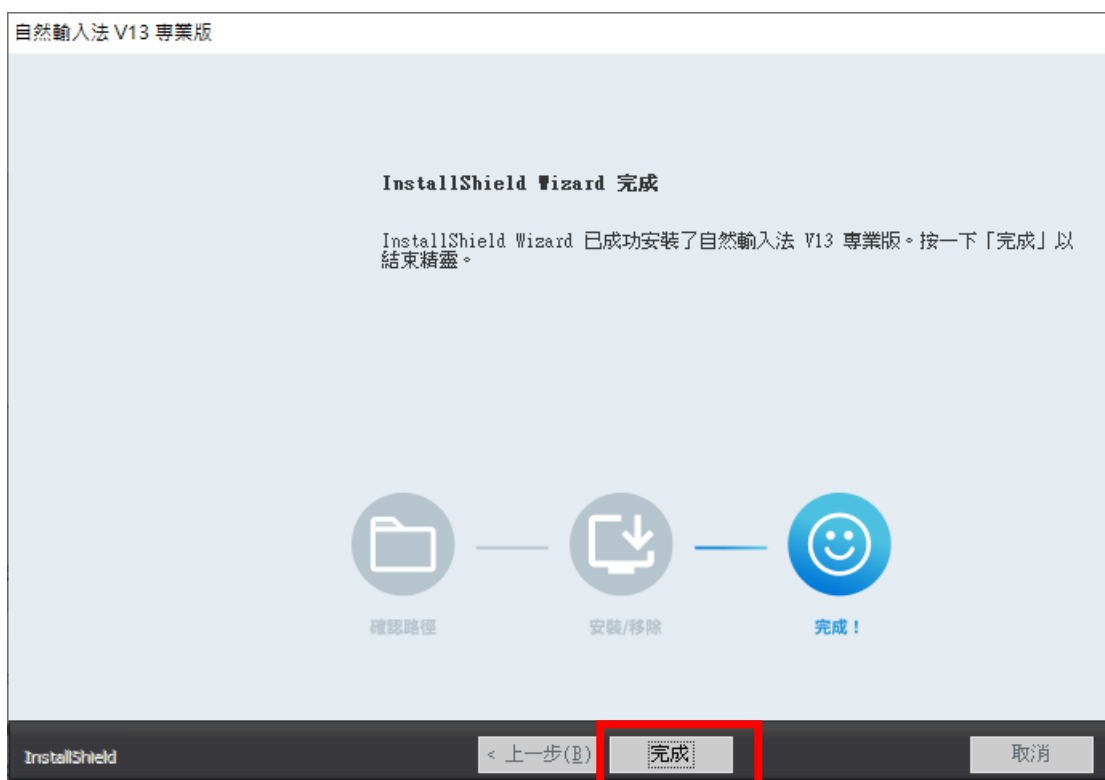 自然輸入法 V13 專業版
InstallShield Wizard 完成
InstallShield Wizard 已成功安裝了自然輸入法 V13 專業版。按一下「完成」以
結束精靈。
確認路徑
安裝/移除
完成！
InstallShield
< 上一步(B)
完成
取消